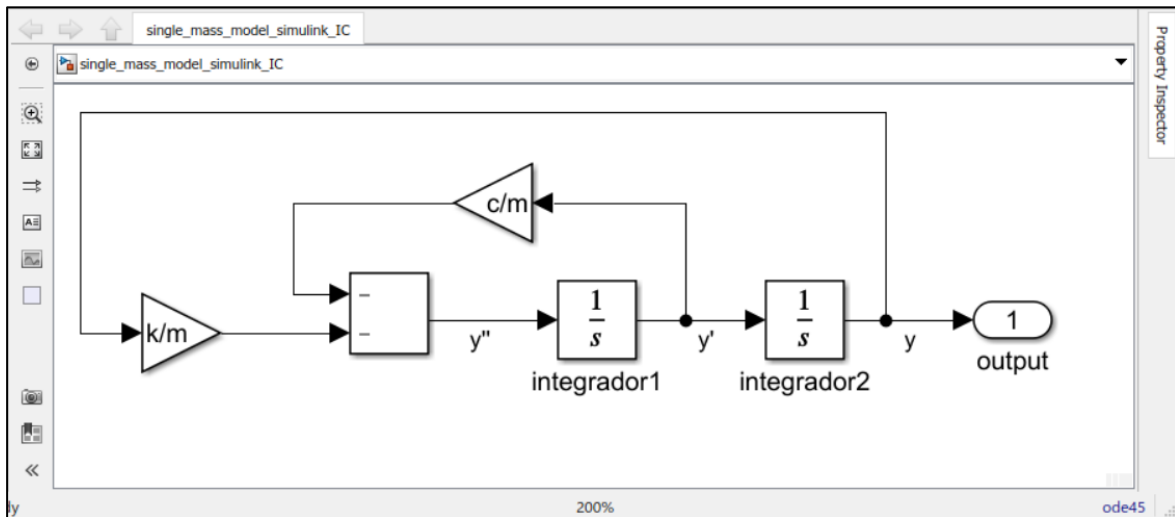 single_mass_model_simulink_IC
single_mass_model_simulink_IC
Property Inspector
c/m
k/m
–
–
y''
1
s
integrador1
y'
1
s
integrador2
y
1
output
200%
ode45